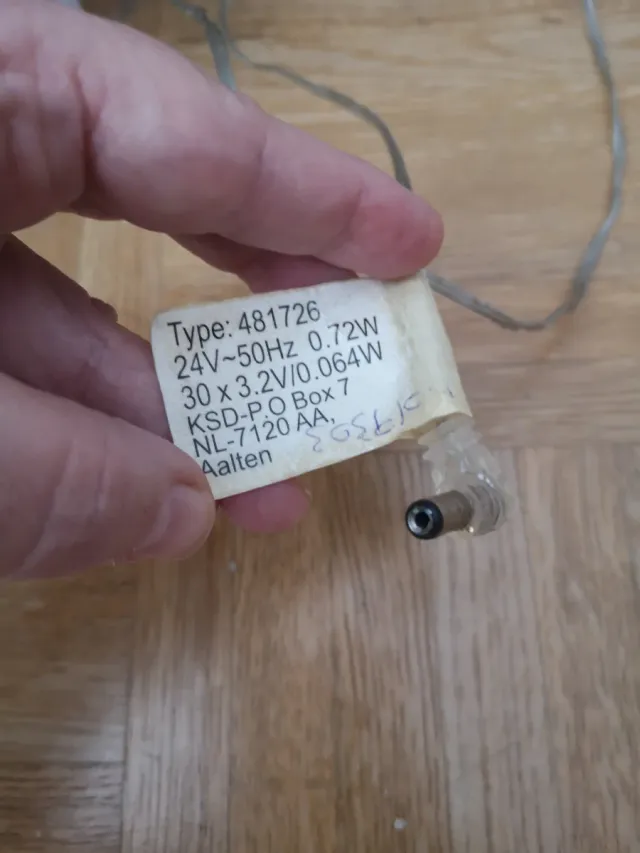 Type: 481726
24V~50Hz 0.72W
30 x 3.2V/0.064W
KSD-P.O Box 7
NL-7120 AA,
Aalten